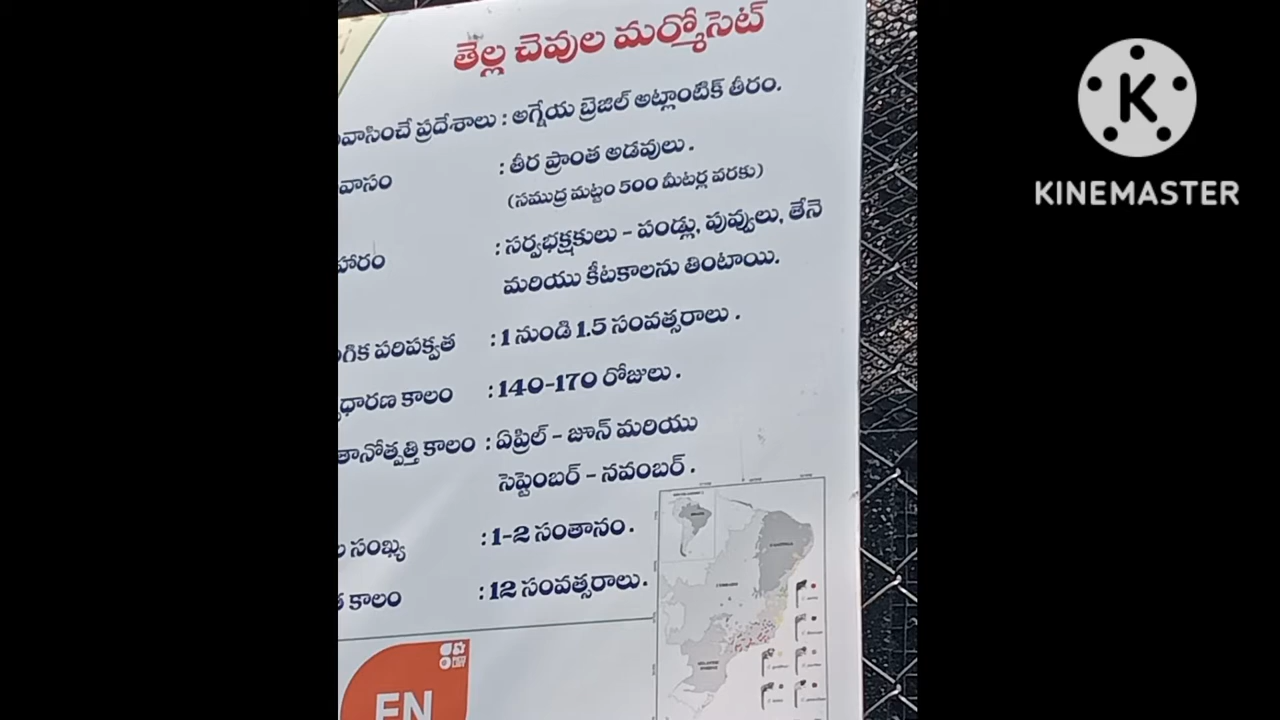 తెల్ల చెవుల మర్మోసెట్
వాసించే ప్రదేశాలు : ఆగ్నేయ బ్రెజిల్ అట్లాంటిక్ తీరం.
వాసం : తీర ప్రాంత అడవులు.
(సముద్ర మట్టం 500 మీటర్ల వరకు)
హారం : సర్వభక్షకులు - పండ్లు, పువ్వులు, తేనె
మరియు కీటకాలను తింటాయి.
గిక పరిపక్వత : 1 నుండి 1.5 సంవత్సరాలు.
ధారణ కాలం : 140-170 రోజులు.
తానోత్పత్తి కాలం : ఏప్రిల్ - జూన్ మరియు
సెప్టెంబర్ - నవంబర్.
ల సంఖ్య : 1-2 సంతానం.
త కాలం : 12 సంవత్సరాలు.
EN
K
KINEMASTER